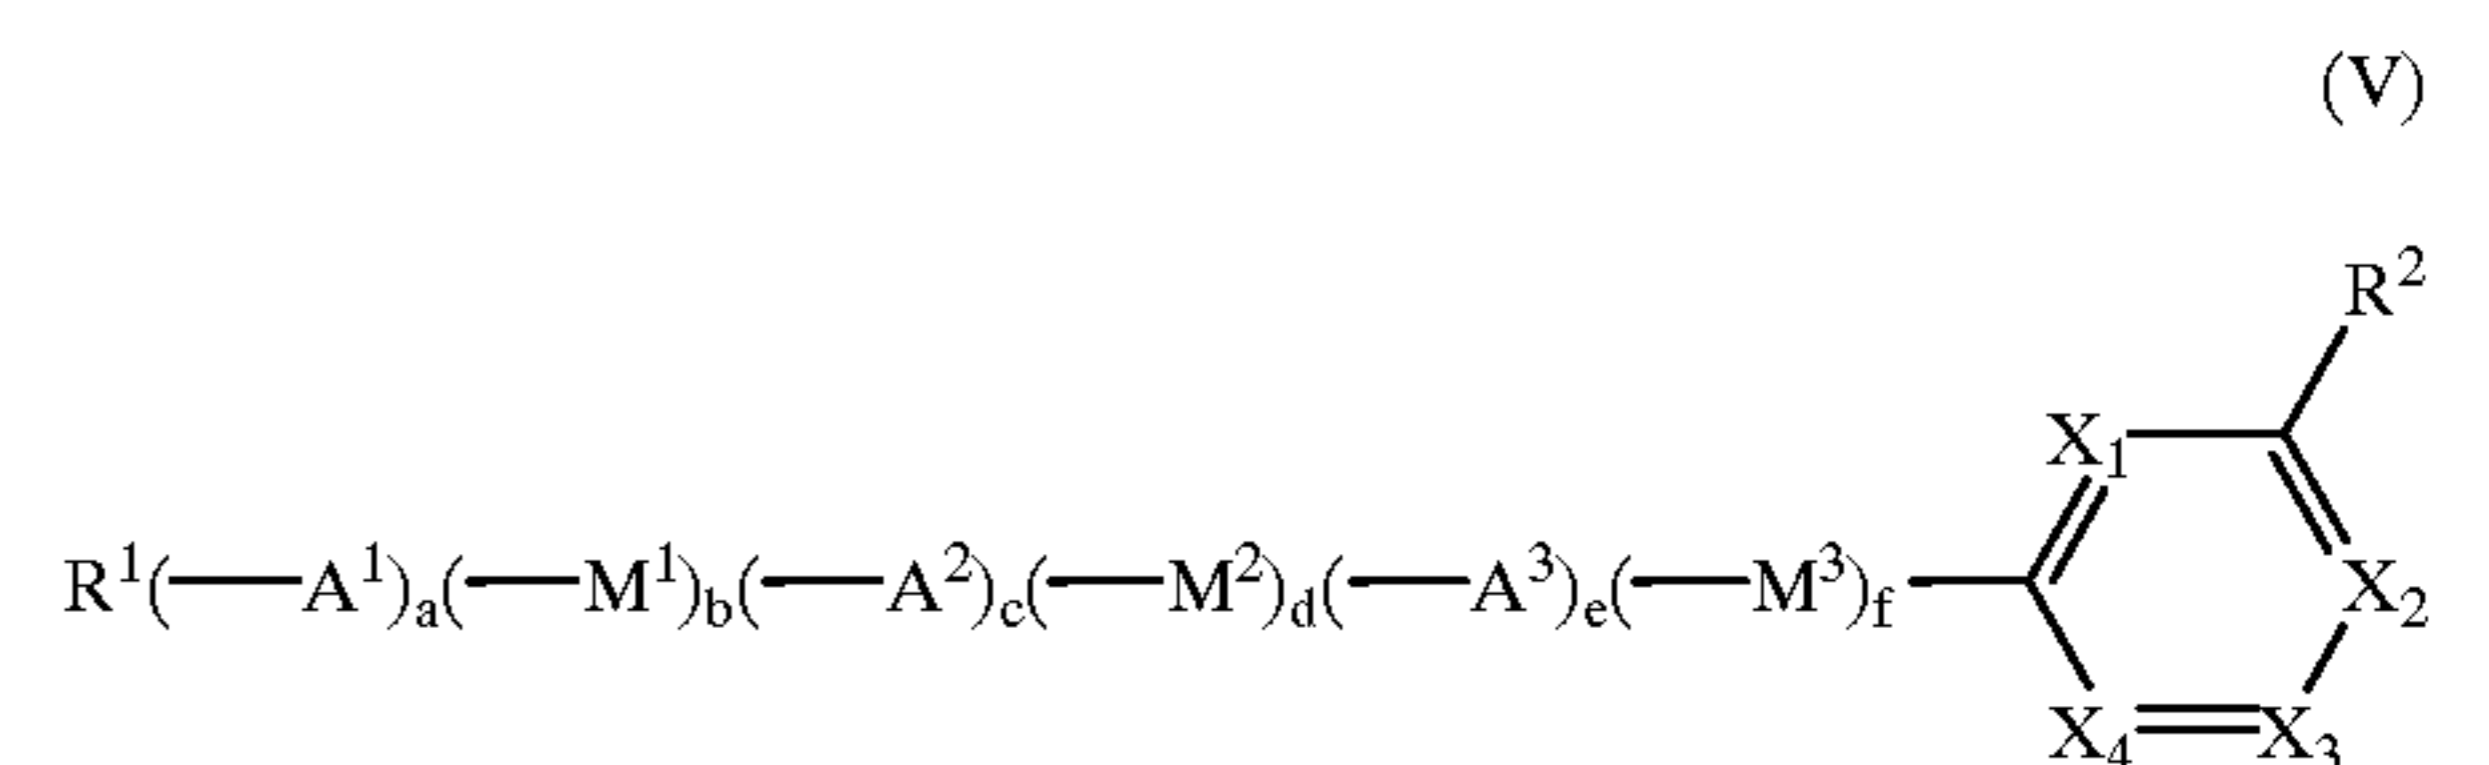 (V)
R²
X₁
R¹(—A¹)ₐ(—M¹)b(—A²)c(—M²)d(—A³)ₑ(—M³)f—
X₂
X₄ X₃